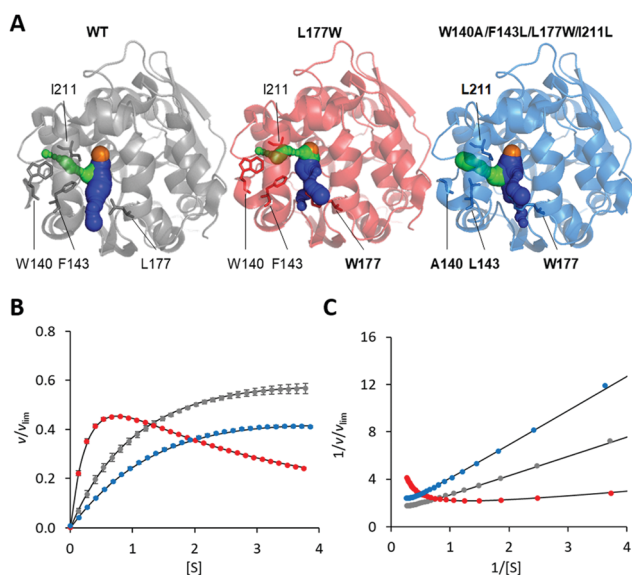 A
WT
L177W
W140A/F143L/L177W/I211L
I211
I211
L211
W140 F143 L177
W140 F143 W177
A140 L143 W177
B
C
0.8
0.6
0.4
0.2
0.0
v/vlim
0 1 2 3 4
[S]
16
12
8
4
0
1/v/vlim
0 1 2 3 4
1/[S]